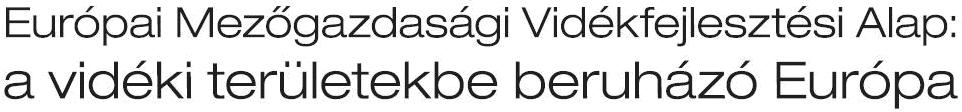 Európai Mezőgazdasági Vidékfejlesztési Alap:
a vidéki területekbe beruházó Európa